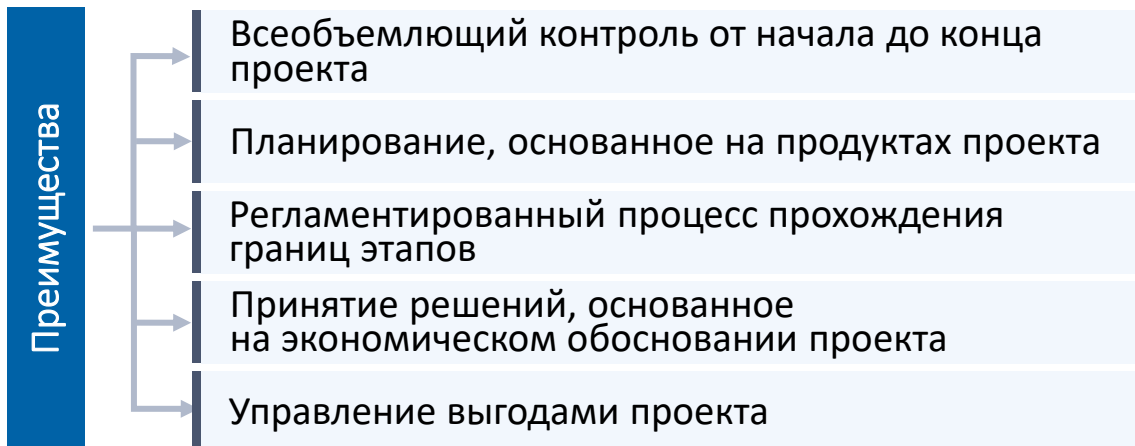 Преимущества
Всеобъемлющий контроль от начала до конца
проекта
Планирование, основанное на продуктах проекта
Регламентированный процесс прохождения
границ этапов
Принятие решений, основанное
на экономическом обосновании проекта
Управление выгодами проекта